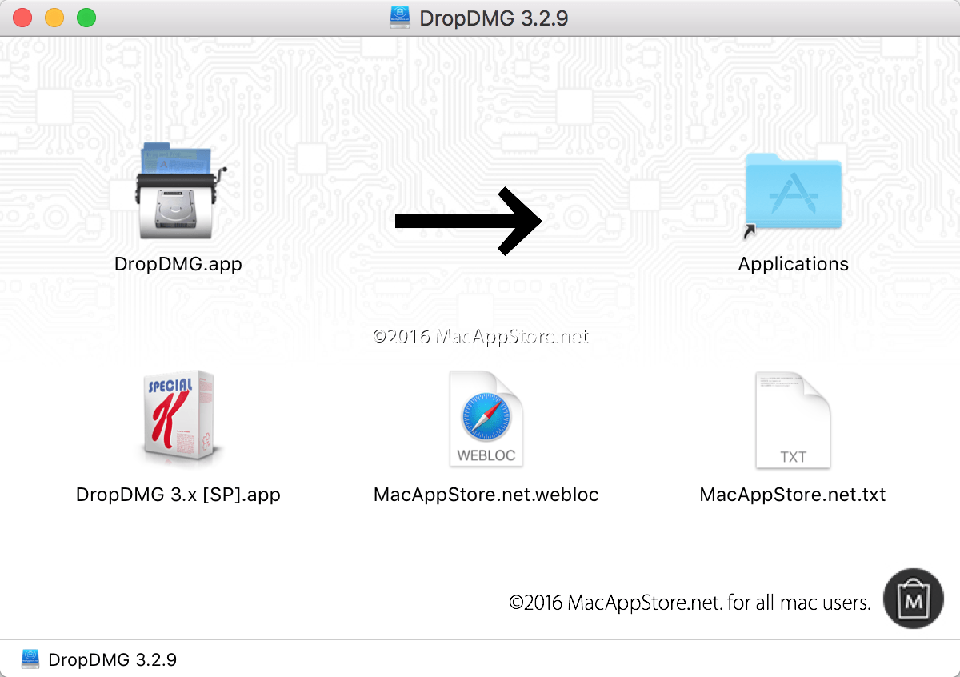 DropDMG 3.2.9
DropDMG.app
Applications
©2016 MacAppStore.net
SPECIAL
K
WEBLOC
TXT
DropDMG 3.x [SP].app
MacAppStore.net.webloc
MacAppStore.net.txt
©2016 MacAppStore.net. for all mac users.
M
DropDMG 3.2.9